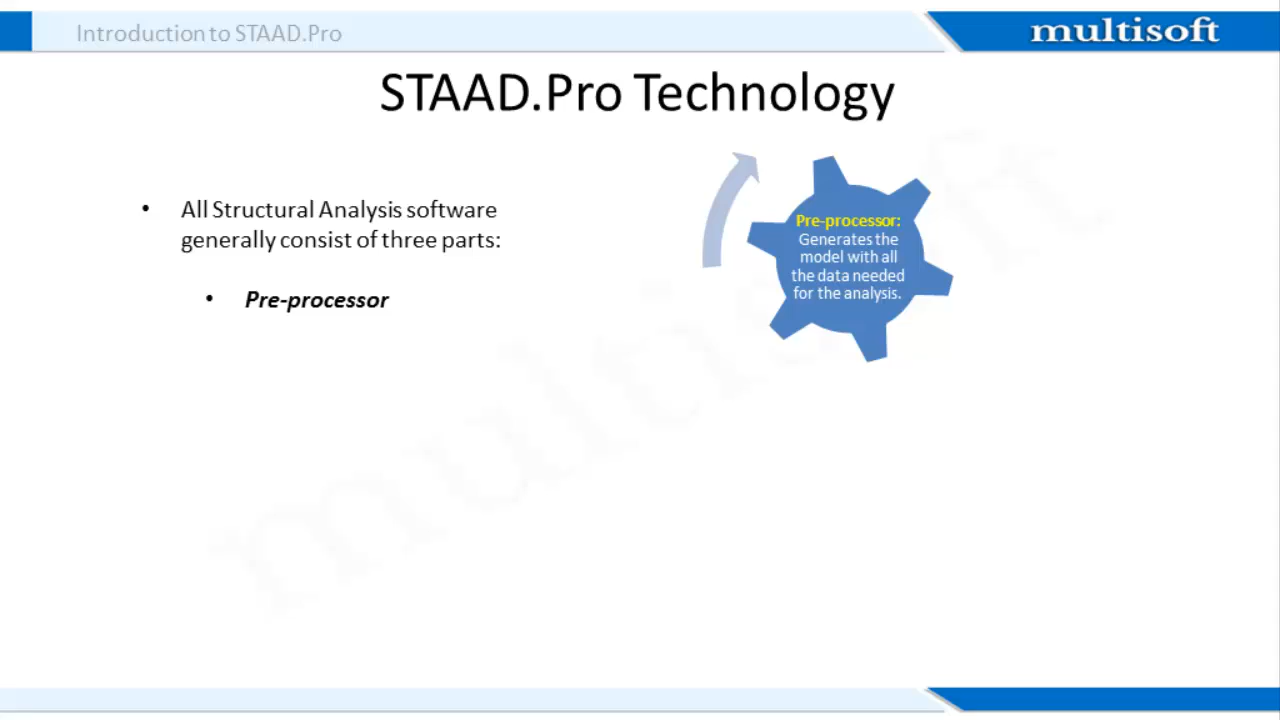 Introduction to STAAD.Pro
multisoft
STAAD.Pro Technology
• All Structural Analysis software
generally consist of three parts:
• Pre-processor
Pre-processor:
Generates the
model with all
the data needed
for the analysis.
multisoft